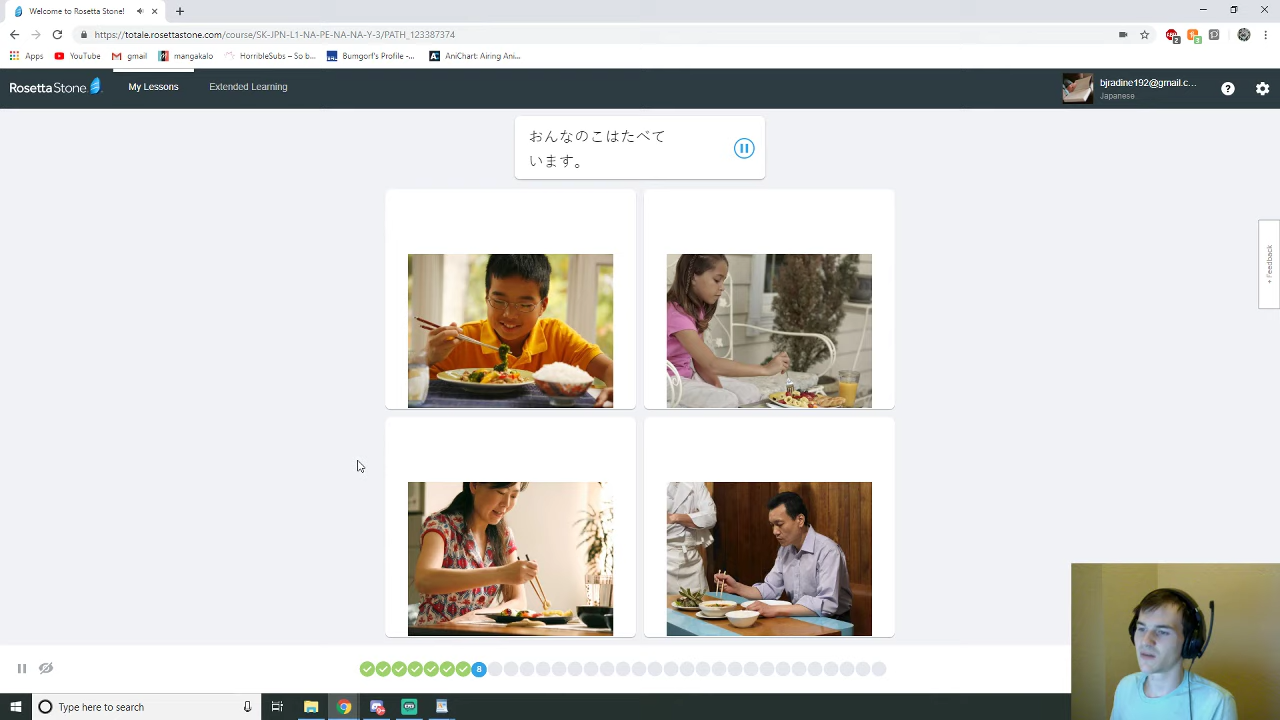 Welcome to Rosetta Stone!
https://totale.rosettastone.com/course/SK-JPN-L1-NA-PE-NA-NA-Y-3/PATH_123387374
Apps
YouTube
gmail
mangakalo
HorribleSubs – So b...
Bumgorf's Profile -...
AniChart: Airing Ani...
RosettaStone
My Lessons
Extended Learning
bjradine192@gmail.c...
Japanese
おんなのこはたべて
います。
+ Feedback
8
Type here to search